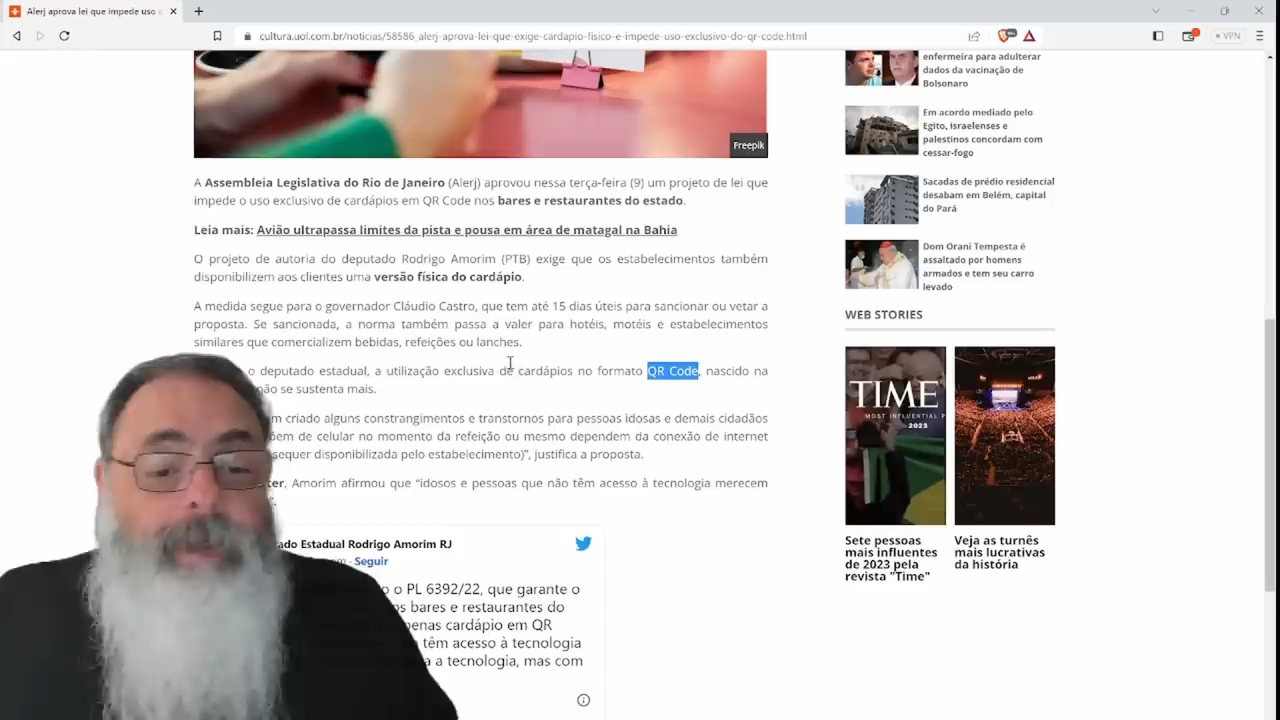 Alerj aprova lei que impede uso e
cultura.uol.com.br/noticias/58586_alerj-aprova-lei-que-exige-cardapio-fisico-e-impede-uso-exclusivo-do-qr-code.html
VPN
Freepik
A Assembleia Legislativa do Rio de Janeiro (Alerj) aprovou nessa terça-feira (9) um projeto de lei que
impede o uso exclusivo de cardápios em QR Code nos bares e restaurantes do estado.
Leia mais: Avião ultrapassa limites da pista e pousa em área de matagal na Bahia
O projeto de autoria do deputado Rodrigo Amorim (PTB) exige que os estabelecimentos também
disponibilizem aos clientes uma versão física do cardápio.
A medida segue para o governador Cláudio Castro, que tem até 15 dias úteis para sancionar ou vetar a
proposta. Se sancionada, a norma também passa a valer para hotéis, motéis e estabelecimentos
similares que comercializem bebidas, refeições ou lanches.
o deputado estadual, a utilização exclusiva de cardápios no formato QR Code, nascido na
não se sustenta mais.
m criado alguns constrangimentos e transtornos para pessoas idosas e demais cidadãos
em de celular no momento da refeição ou mesmo dependem da conexão de internet
sequer disponibilizada pelo estabelecimento)", justifica a proposta.
ter, Amorim afirmou que "idosos e pessoas que não têm acesso à tecnologia merecem
ado Estadual Rodrigo Amorim RJ
· Seguir
o PL 6392/22, que garante o
os bares e restaurantes do
penas cardápio em QR
têm acesso à tecnologia
a a tecnologia, mas com
enfermeira para adulterar
dados da vacinação de
Bolsonaro
Em acordo mediado pelo
Egito, israelenses e
palestinos concordam com
cessar-fogo
Sacadas de prédio residencial
desabam em Belém, capital
do Pará
Dom Orani Tempesta é
assaltado por homens
armados e tem seu carro
levado
WEB STORIES
TIME
MOST INFLUENTIAL P
2023
Sete pessoas
mais influentes
de 2023 pela
revista "Time"
Veja as turnês
mais lucrativas
da história